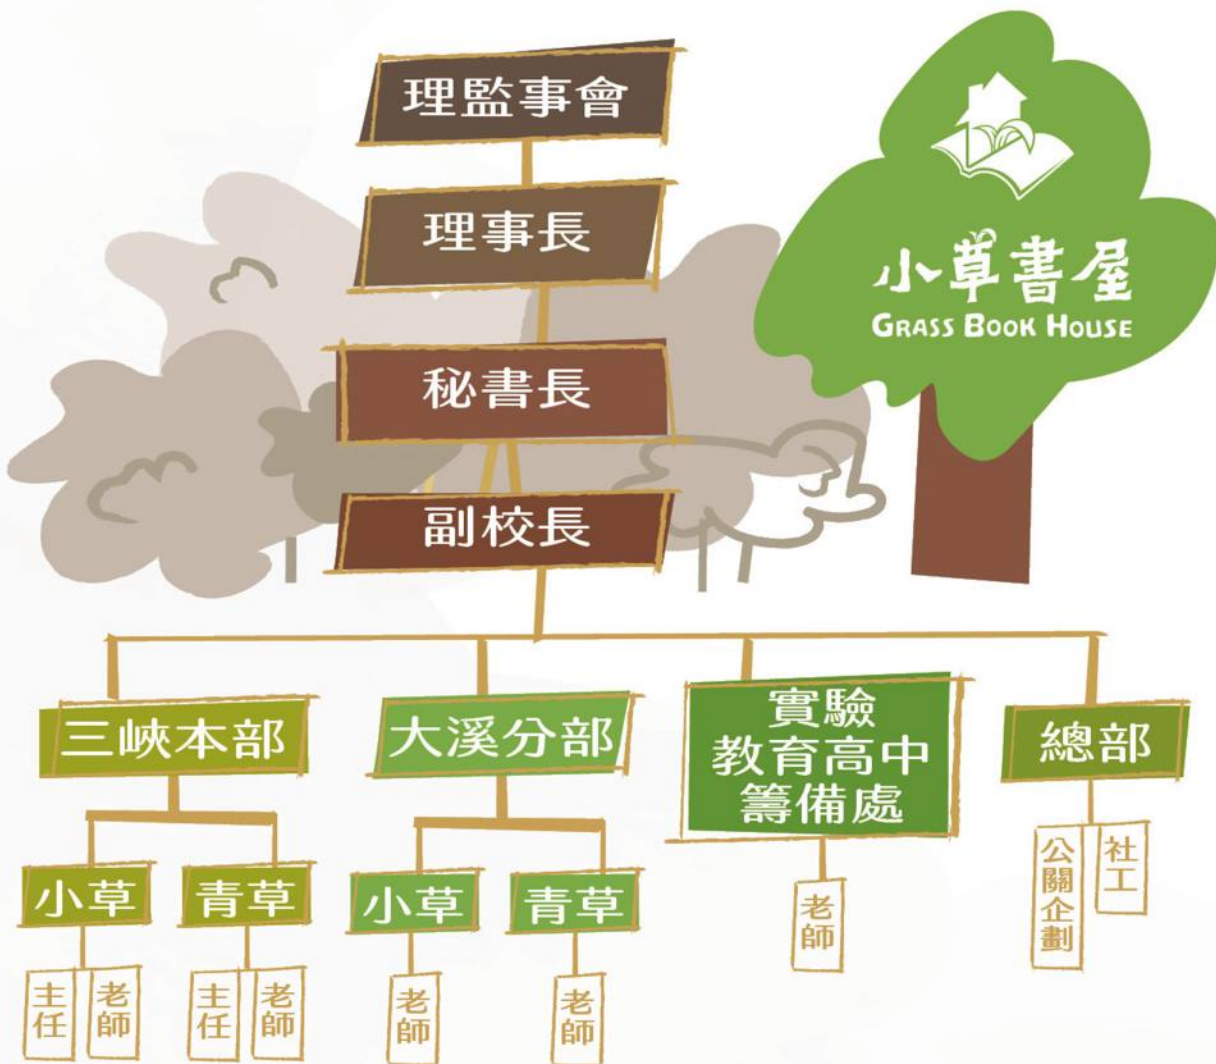 理監事會
理事長
小草書屋
GRASS BOOK HOUSE
秘書長
副校長
三峽本部
大溪分部
實驗
教育高中
籌備處
總部
小草
青草
小草
青草
老師
公關企劃
社工
主任
老師
主任
老師
老師
老師